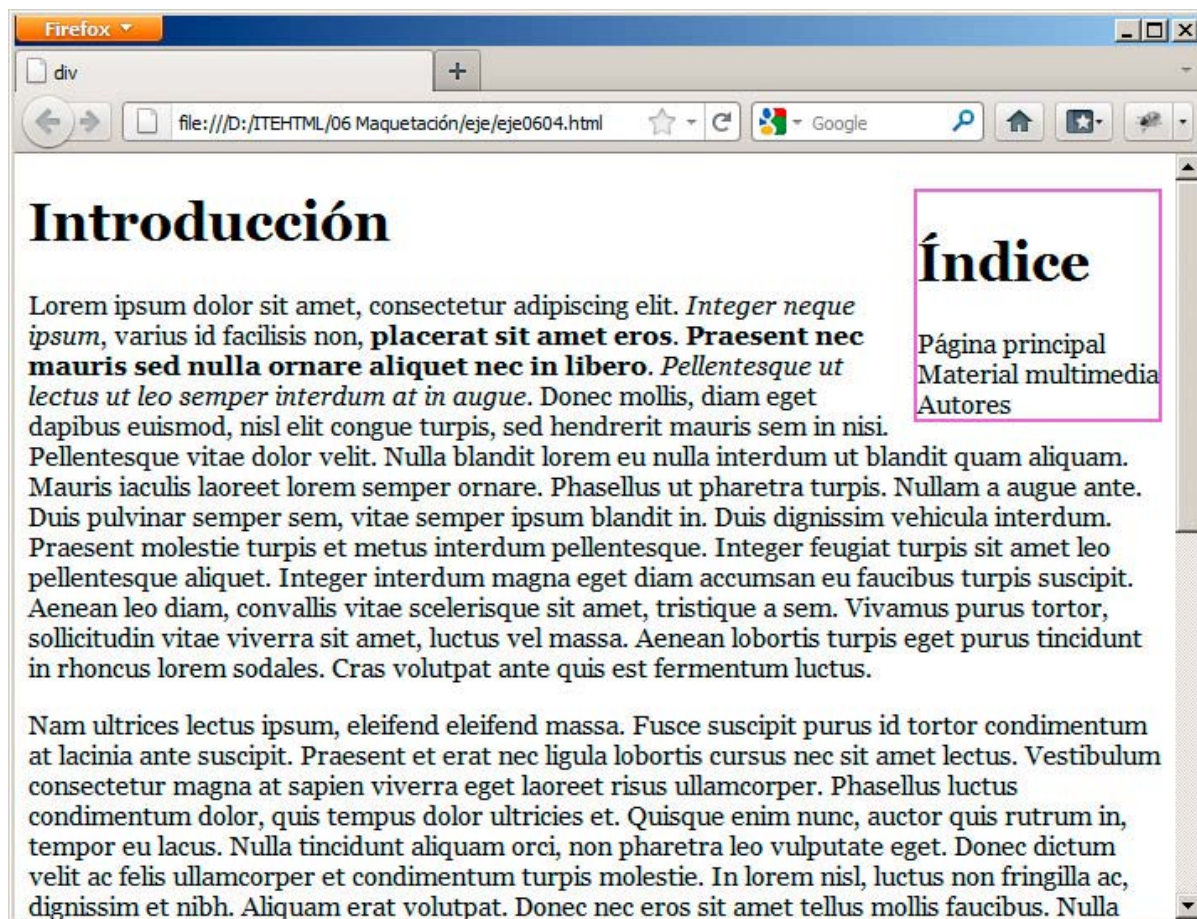 Firefox
div
file:///D:/ITEHTML/06 Maquetación/eje/eje0604.html
Google
Introducción
Lorem ipsum dolor sit amet, consectetur adipiscing elit. Integer neque
ipsum, varius id facilisis non, placerat sit amet eros. Praesent nec
mauris sed nulla ornare aliquet nec in libero. Pellentesque ut
lectus ut leo semper interdum at in augue. Donec mollis, diam eget
dapibus euismod, nisl elit congue turpis, sed hendrerit mauris sem in nisi.
Índice
Página principal
Material multimedia
Autores
Pellentesque vitae dolor velit. Nulla blandit lorem eu nulla interdum ut blandit quam aliquam.
Mauris iaculis laoreet lorem semper ornare. Phasellus ut pharetra turpis. Nullam a augue ante.
Duis pulvinar semper sem, vitae semper ipsum blandit in. Duis dignissim vehicula interdum.
Praesent molestie turpis et metus interdum pellentesque. Integer feugiat turpis sit amet leo
pellentesque aliquet. Integer interdum magna eget diam accumsan eu faucibus turpis suscipit.
Aenean leo diam, convallis vitae scelerisque sit amet, tristique a sem. Vivamus purus tortor,
sollicitudin vitae viverra sit amet, luctus vel massa. Aenean lobortis turpis eget purus tincidunt
in rhoncus lorem sodales. Cras volutpat ante quis est fermentum luctus.
Nam ultrices lectus ipsum, eleifend eleifend massa. Fusce suscipit purus id tortor condimentum
at lacinia ante suscipit. Praesent et erat nec ligula lobortis cursus nec sit amet lectus. Vestibulum
consectetur magna at sapien viverra eget laoreet risus ullamcorper. Phasellus luctus
condimentum dolor, quis tempus dolor ultricies et. Quisque enim nunc, auctor quis rutrum in,
tempor eu lacus. Nulla tincidunt aliquam orci, non pharetra leo vulputate eget. Donec dictum
velit ac felis ullamcorper et condimentum turpis molestie. In lorem nisl, luctus non fringilla ac,
dignissim et nibh. Aliquam erat volutpat. Donec nec eros sit amet tellus mollis faucibus. Nulla